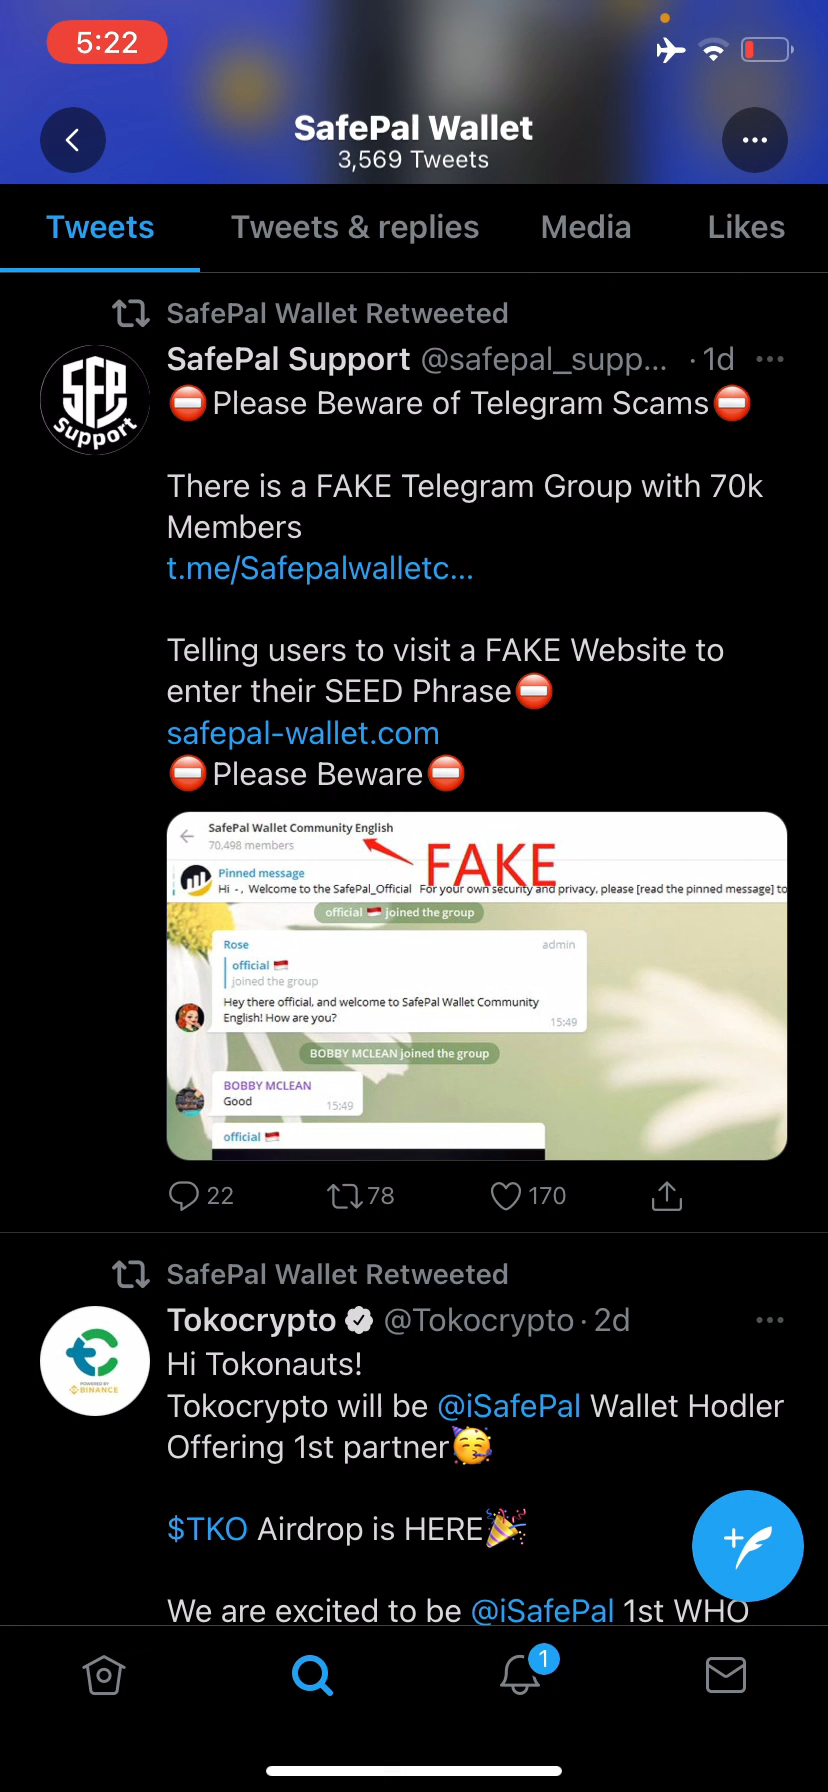 5:22
SafePal Wallet
3,569 Tweets
Tweets
Tweets & replies
Media
Likes
SafePal Wallet Retweeted
SafePal Support @safepal_supp... · 1d
SFP
Support
⛔Please Beware of Telegram Scams⛔
There is a FAKE Telegram Group with 70k
Members
t.me/Safepalwalletc...
Telling users to visit a FAKE Website to
enter their SEED Phrase⛔
safepal-wallet.com
⛔Please Beware⛔
SafePal Wallet Community English
70,498 members
FAKE
Pinned message
Hi - , Welcome to the SafePal_Official For your own security and privacy, please [read the pinned message] to
official 🇮🇩 joined the group
Rose admin
official 🇮🇩
joined the group
Hey there official, and welcome to SafePal Wallet Community
English! How are you?
15:49
BOBBY MCLEAN joined the group
BOBBY MCLEAN
Good
15:49
official 🇮🇩
22 78 170
SafePal Wallet Retweeted
Tokocrypto @Tokocrypto · 2d
POWERED BY
BINANCE
Hi Tokonauts!
Tokocrypto will be @iSafePal Wallet Hodler
Offering 1st partner🥳
$TKO Airdrop is HERE🎉
We are excited to be @iSafePal 1st WHO
1